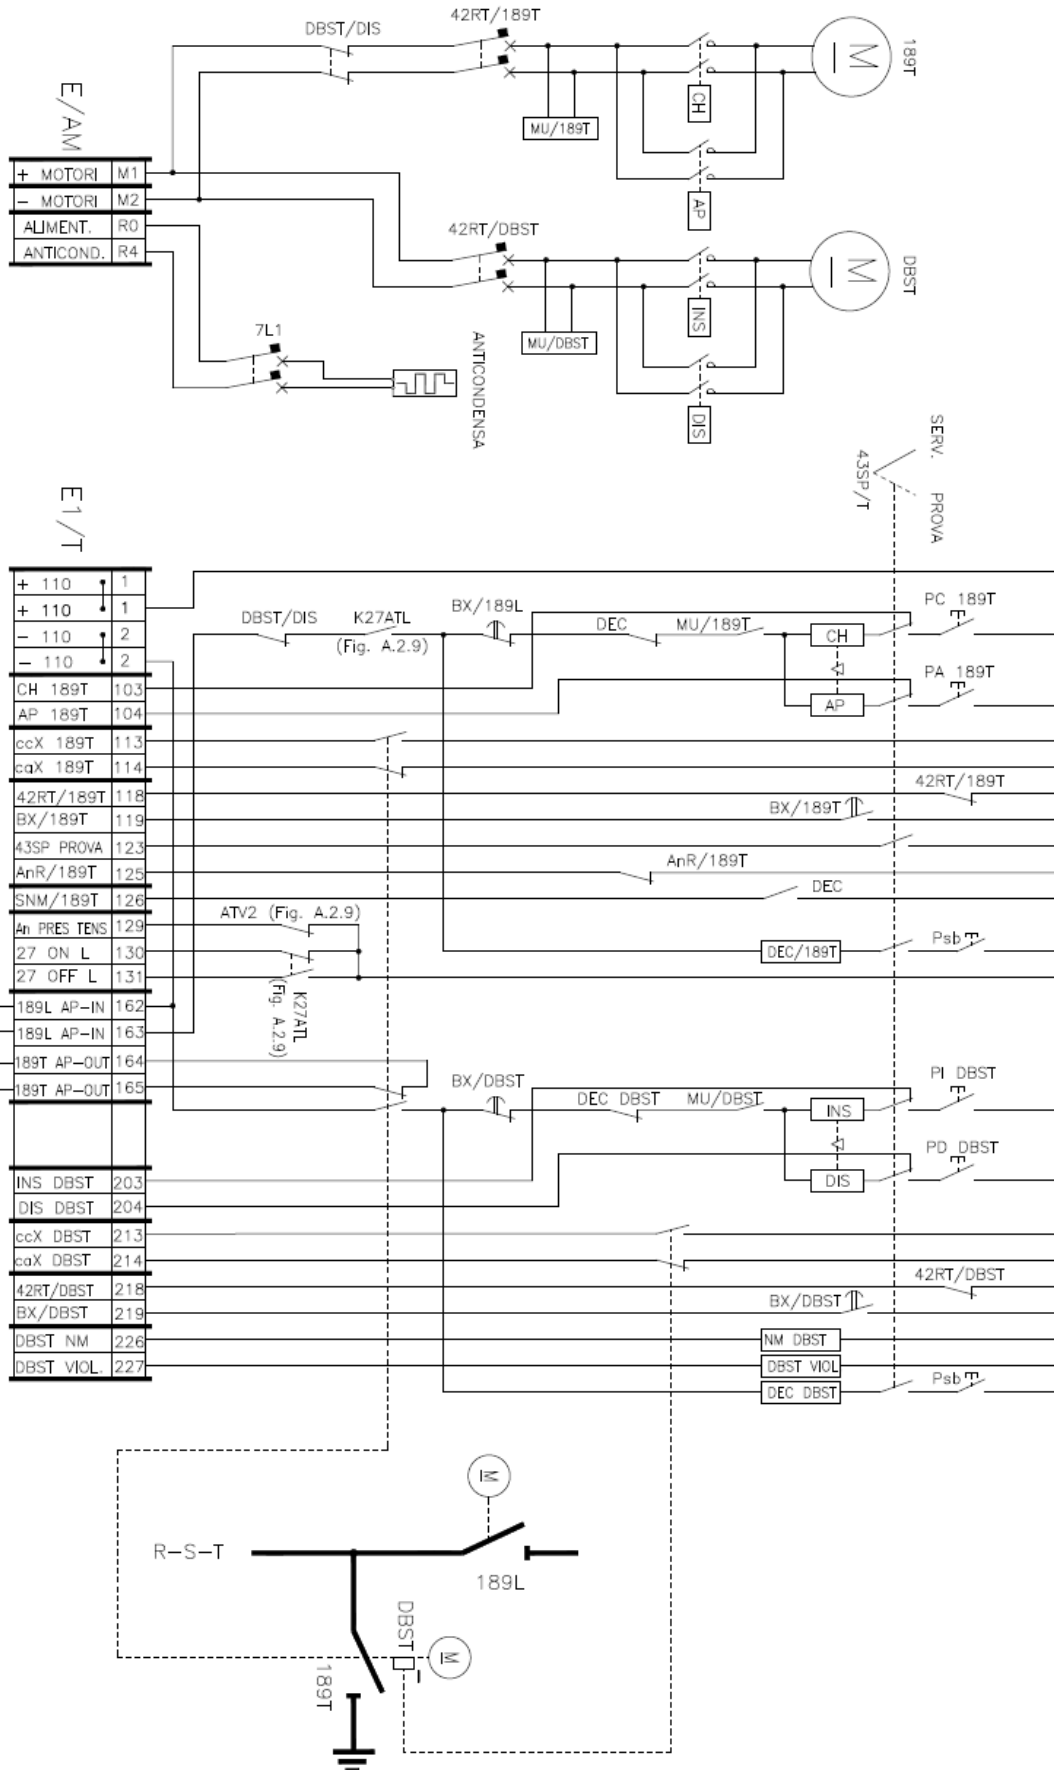 42RT/189T
DBST/DIS
189T
M
CH
MU/189T
AP
E/AM
+ MOTORI M1
- MOTORI M2
ALIMENT. R0
ANTICOND. R4
42RT/DBST
DBST
M
INS
MU/DBST
DIS
7L1
ANTICONDENSA
SERV. PROVA
43SP/T
E1/T
+ 110 1
+ 110 1
- 110 2
- 110 2
CH 189T 103
AP 189T 104
ccX 189T 113
caX 189T 114
42RT/189T 118
BX/189T 119
43SP PROVA 123
AnR/189T 125
SNM/189T 126
An PRES TENS 129
27 ON L 130
27 OFF L 131
189L AP-IN 162
189L AP-IN 163
189T AP-OUT 164
189T AP-OUT 165
INS DBST 203
DIS DBST 204
ccX DBST 213
caX DBST 214
42RT/DBST 218
BX/DBST 219
DBST NM 226
DBST VIOL. 227
DBST/DIS
K27ATL
(Fig. A.2.9)
BX/189L
DEC
MU/189T
CH
PC 189T
AP
PA 189T
42RT/189T
BX/189T
AnR/189T
DEC
ATV2 (Fig. A.2.9)
DEC/189T
Psb
K27ATL
(Fig. A.2.9)
BX/DBST
DEC DBST
MU/DBST
INS
PI DBST
DIS
PD DBST
42RT/DBST
BX/DBST
NM DBST
DBST VIOL
DEC DBST
Psb
M
R-S-T
189L
DBST
M
189T